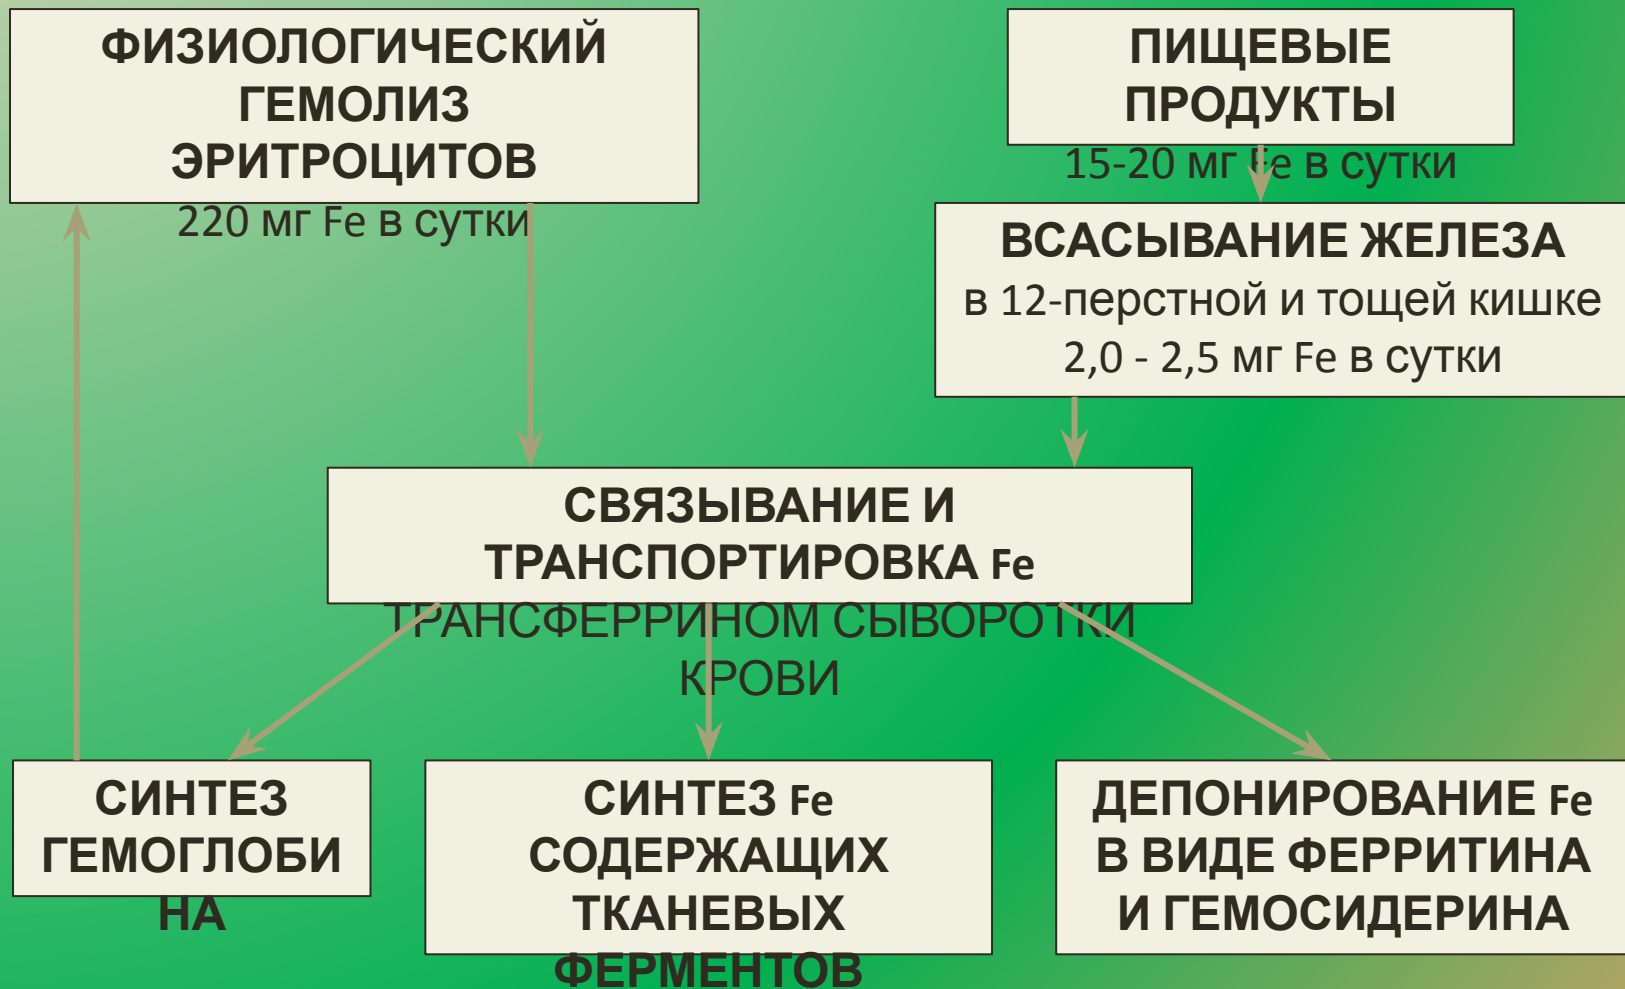 ФИЗИОЛОГИЧЕСКИЙ
ГЕМОЛИЗ
ЭРИТРОЦИТОВ
220 мг Fe в сутки
ПИЩЕВЫЕ
ПРОДУКТЫ
15-20 мг Fe в сутки
ВСАСЫВАНИЕ ЖЕЛЕЗА
в 12-перстной и тощей кишке
2,0 - 2,5 мг Fe в сутки
СВЯЗЫВАНИЕ И
ТРАНСПОРТИРОВКА Fe
ТРАНСФЕРРИНОМ СЫВОРОТКИ
КРОВИ
СИНТЕЗ
ГЕМОГЛОБИ
НА
СИНТЕЗ Fe
СОДЕРЖАЩИХ
ТКАНЕВЫХ
ФЕРМЕНТОВ
ДЕПОНИРОВАНИЕ Fe
В ВИДЕ ФЕРРИТИНА
И ГЕМОСИДЕРИНА